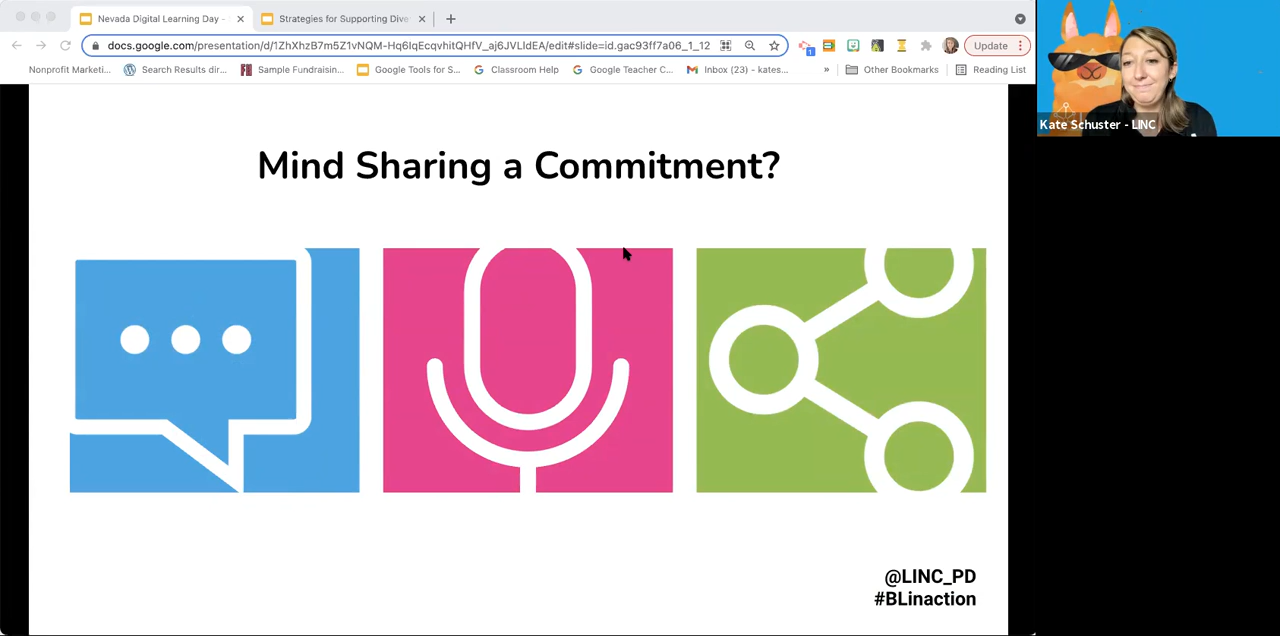 Nevada Digital Learning Day -
Strategies for Supporting Dive
docs.google.com/presentation/d/1ZhXhzB7m5Z1vNQM-Hq6IqEcqvhitQHfV_aj6JVLIdEA/edit#slide=id.gac93ff7a06_1_12
1
Update
Nonprofit Marketi...
Search Results dir...
Sample Fundraisin...
Google Tools for S...
Classroom Help
Google Teacher C...
Inbox (23) - kates...
»
Other Bookmarks
Reading List
Kate Schuster - LINC
Mind Sharing a Commitment?
@LINC_PD
#BLinaction